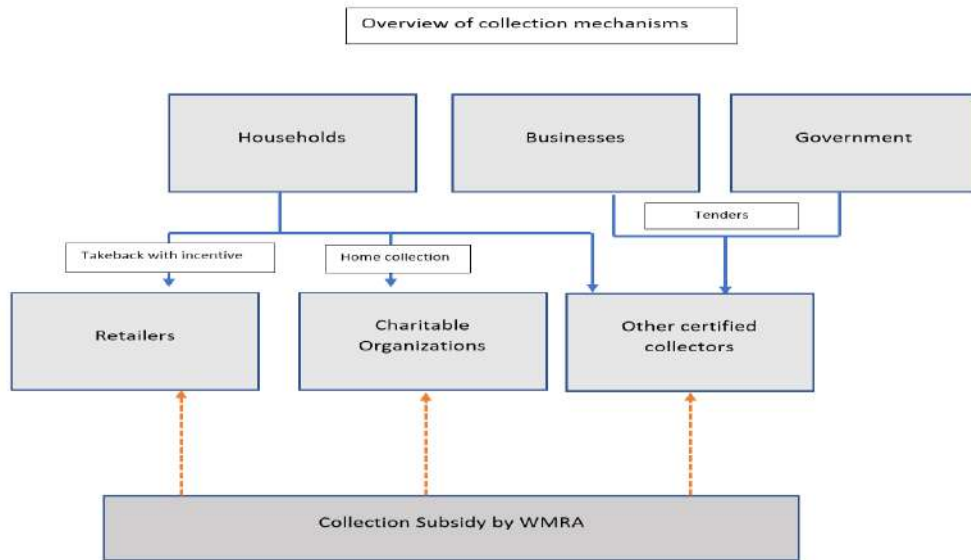 Overview of collection mechanisms
Households
Businesses
Government
Tenders
Takeback with incentive
Home collection
Retailers
Charitable
Organizations
Other certified
collectors
Collection Subsidy by WMRA